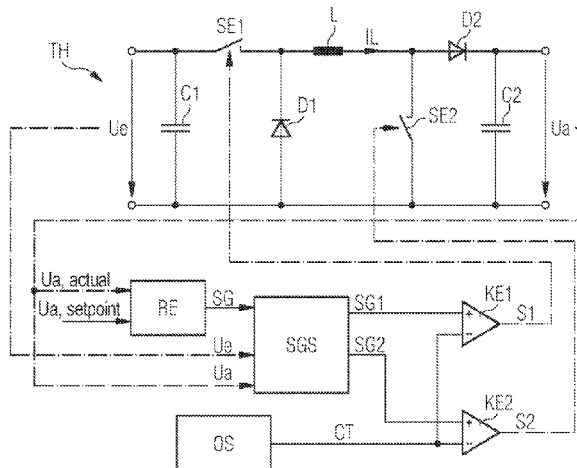 SE1
L
IL
D2
TH
C1
D1
SE2
C2
Ue
Ua
Ua, actual
Ua, setpoint
RE
SG
SGS
SG1
SG2
KE1
S1
Ue
Ua
KE2
S2
OS
CT
+
-
+
-